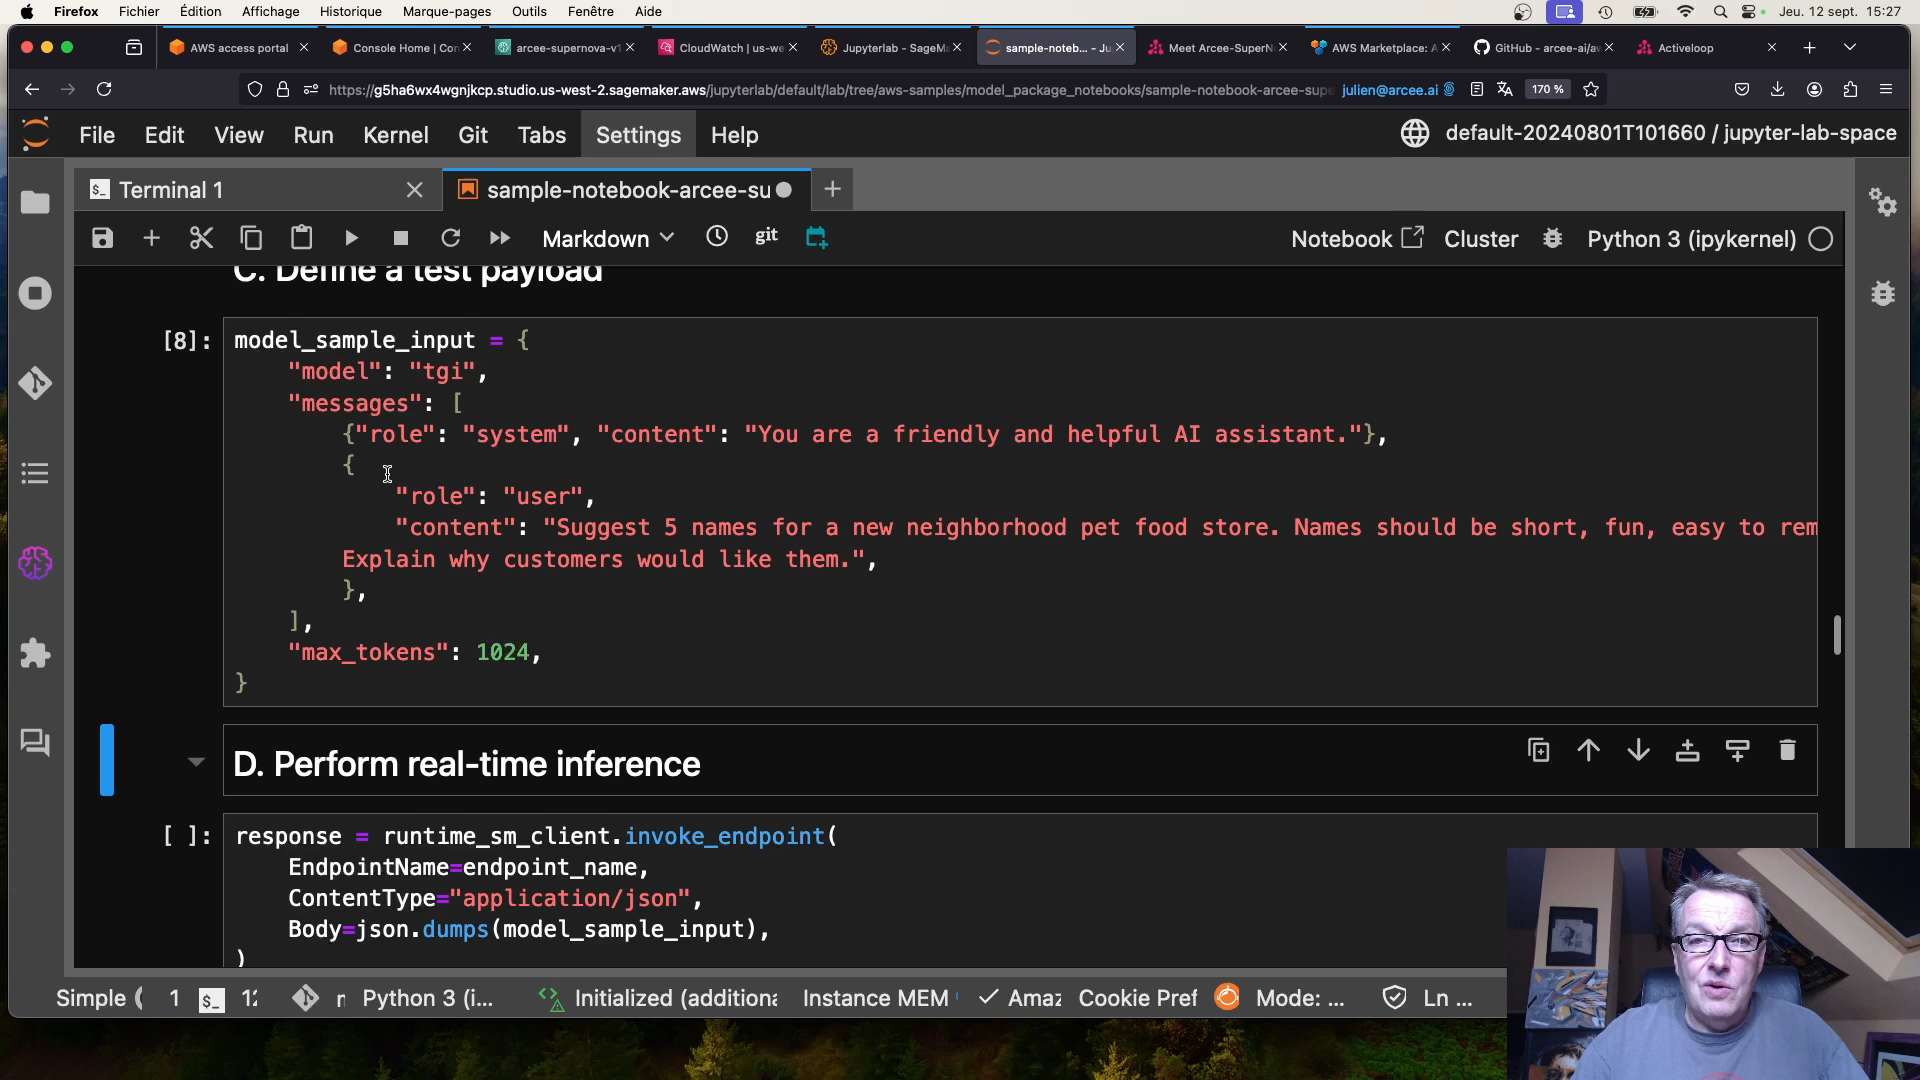 Firefox Fichier Édition Affichage Historique Marque-pages Outils Fenêtre Aide Jeu. 12 sept. 15:27
AWS access portal Console Home | Con arcee-supernova-v1 CloudWatch | us-we Jupyterlab - SageMa sample-noteb... - Ju Meet Arcee-SuperN AWS Marketplace: A GitHub - arcee-ai/aw Activeloop
https://g5ha6wx4wgnjkcp.studio.us-west-2.sagemaker.aws/jupyterlab/default/lab/tree/aws-samples/model_package_notebooks/sample-notebook-arcee-supe julien@arcee.ai 170 %
File Edit View Run Kernel Git Tabs Settings Help default-20240801T101660 / jupyter-lab-space
Terminal 1 sample-notebook-arcee-su
Markdown git Notebook Cluster Python 3 (ipykernel)
C. Define a test payload
[8]: model_sample_input = {
"model": "tgi",
"messages": [
{"role": "system", "content": "You are a friendly and helpful AI assistant."},
{
"role": "user",
"content": "Suggest 5 names for a new neighborhood pet food store. Names should be short, fun, easy to rem
Explain why customers would like them.",
},
],
"max_tokens": 1024,
}
D. Perform real-time inference
[ ]: response = runtime_sm_client.invoke_endpoint(
EndpointName=endpoint_name,
ContentType="application/json",
Body=json.dumps(model_sample_input),
)
Simple 1 Python 3 (i... Initialized (additiona Instance MEM Amaz Cookie Pref Mode: ... Ln ...